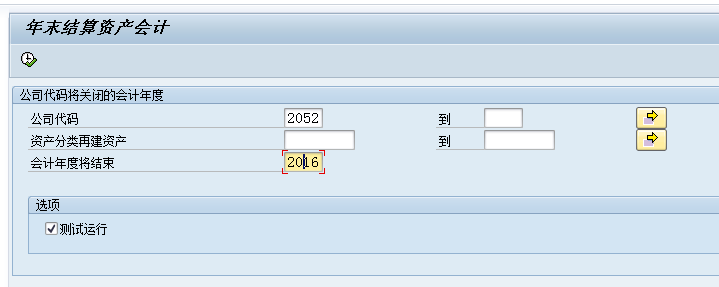 年末结算资产会计
公司代码将关闭的会计年度
公司代码 2052 到
资产分类再建资产 到
会计年度将结束 2016
选项
测试运行